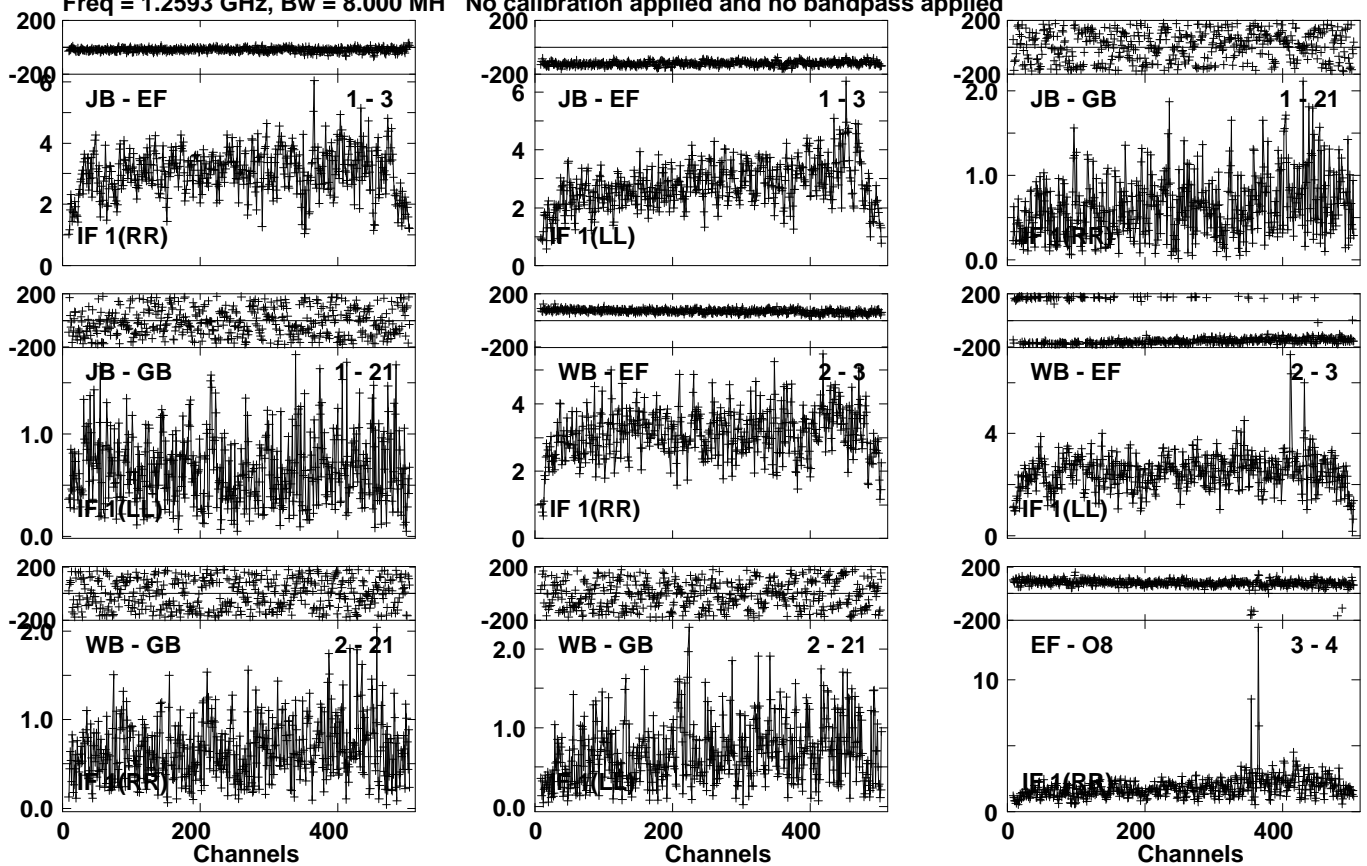 Freq = 1.2593 GHz, Bw = 8.000 MH No calibration applied and no bandpass applied
200 200 200
-200 -200 -200
6 6 2.0
JB - EF 1 - 3 JB - EF 1 - 3 JB - GB 1 - 21
4 4
1.0
2 2
IF 1(RR) IF 1(LL) IF 1(RR)
0 0 0.0
200 200 200
-200 -200 -200
JB - GB 1 - 21 WB - EF 2 - 3 WB - EF 2 - 3
1.0 4 4
2
IF 1(LL) IF 1(RR) IF 1(LL)
0.0 0 0
200 200 200
-200 -200 -200
2.0 WB - GB 2 - 21 2.0 WB - GB 2 - 21 EF - O8 3 - 4
10
1.0 1.0
IF 1(RR) IF 1(LL) IF 1(RR)
0.0 0.0 0
0 200 400 0 200 400 0 200 400
Channels Channels Channels